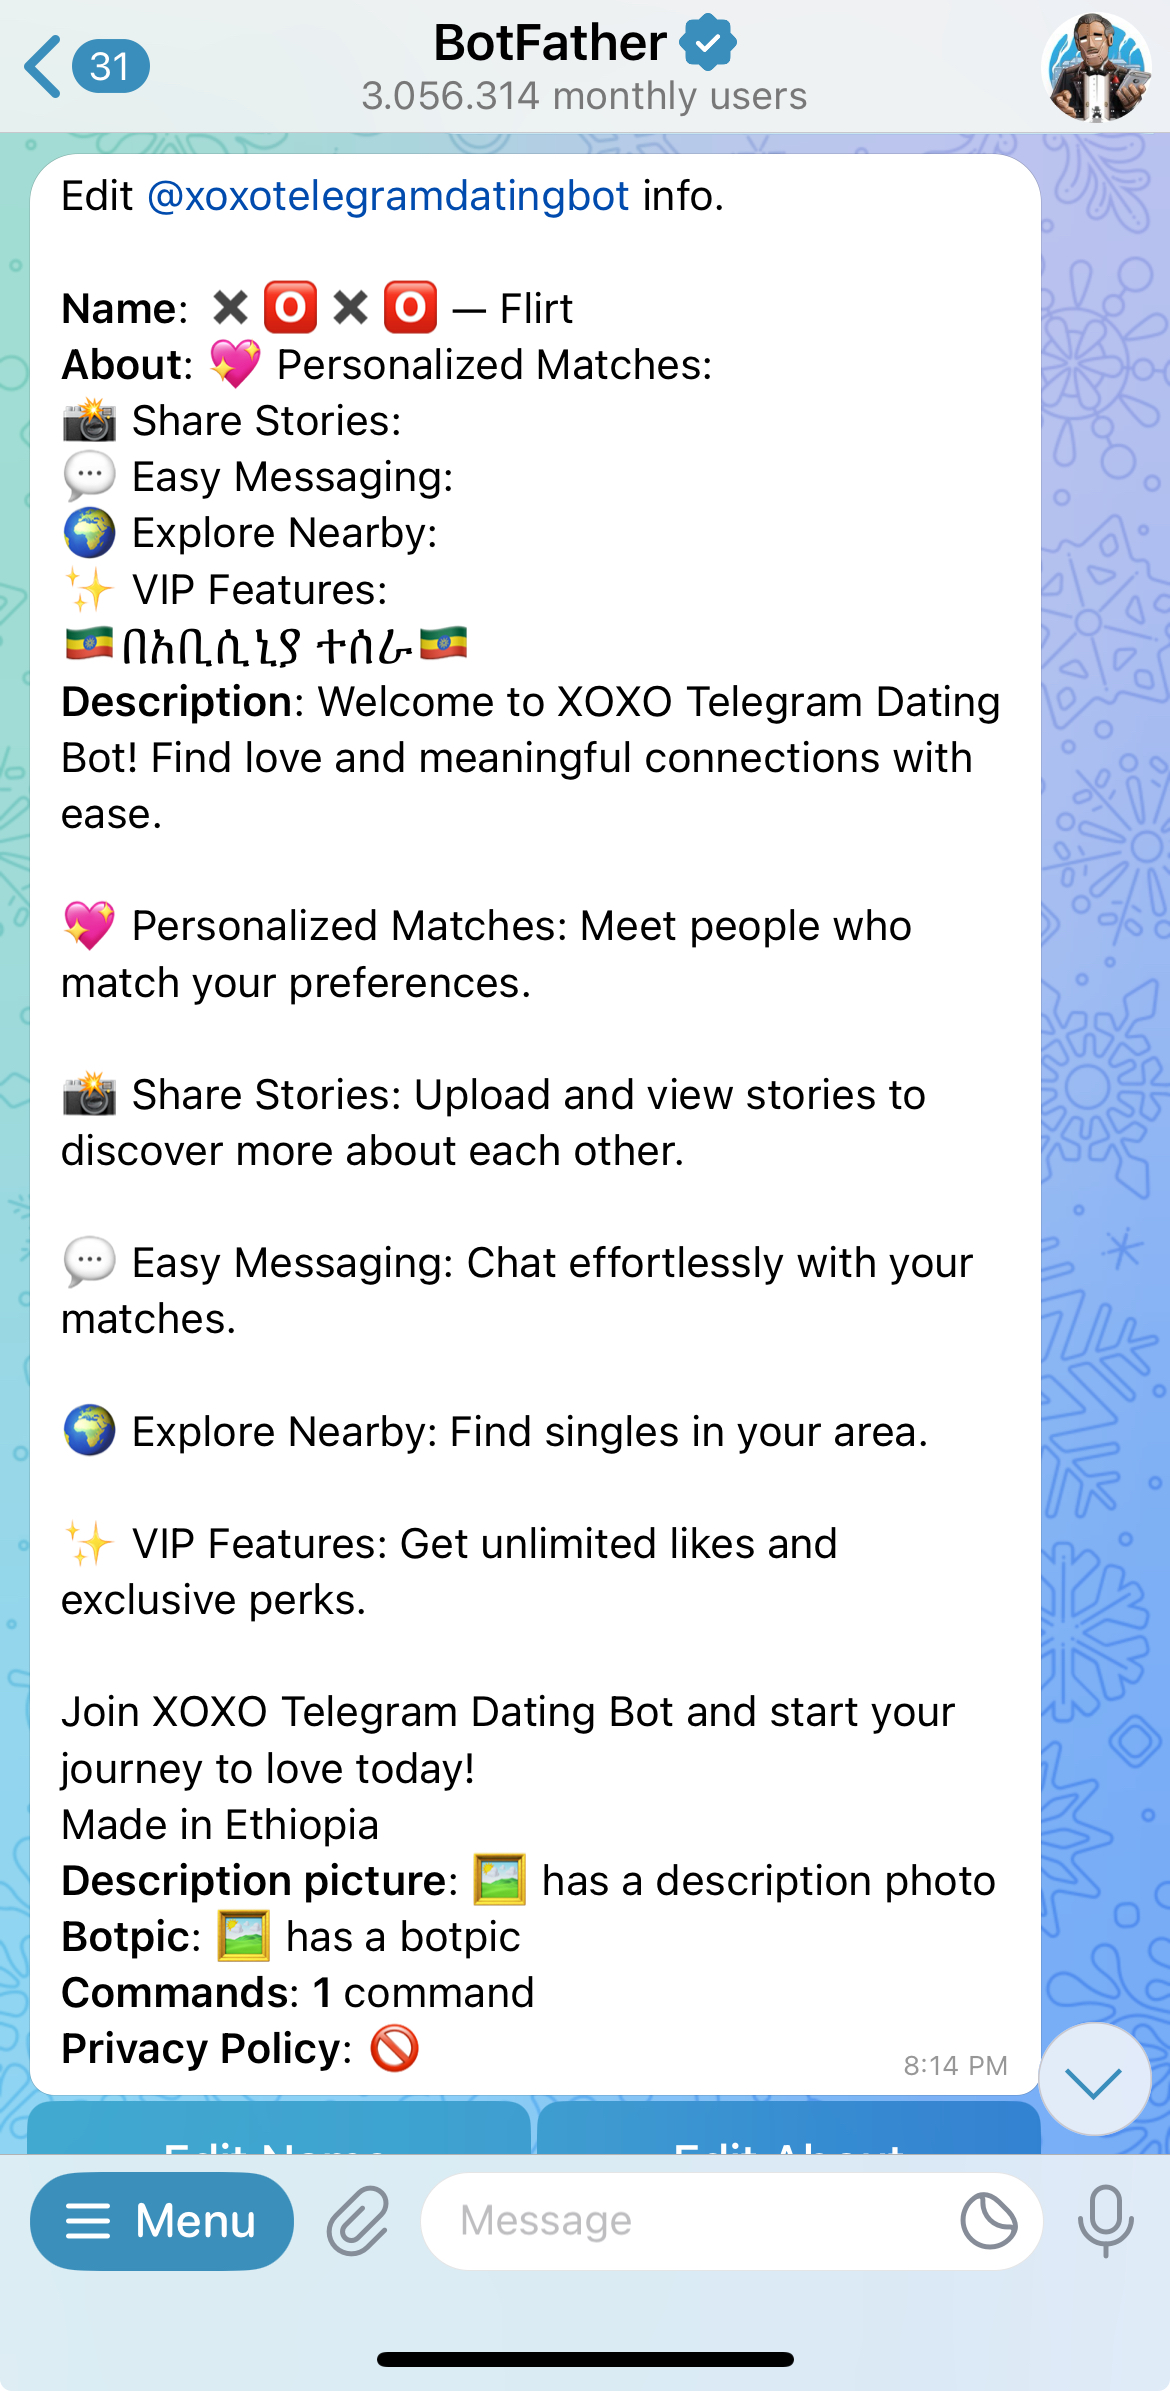 31
BotFather
3.056.314 monthly users
Edit @xoxotelegramdatingbot info.
Name: ✖️🅾️✖️🅾️ — Flirt
About: 💖 Personalized Matches:
📸 Share Stories:
💬 Easy Messaging:
🌍 Explore Nearby:
✨ VIP Features:
🇪🇹በአቢሲኒያ ተሰራ🇪🇹
Description: Welcome to XOXO Telegram Dating
Bot! Find love and meaningful connections with
ease.
💖 Personalized Matches: Meet people who
match your preferences.
📸 Share Stories: Upload and view stories to
discover more about each other.
💬 Easy Messaging: Chat effortlessly with your
matches.
🌍 Explore Nearby: Find singles in your area.
✨ VIP Features: Get unlimited likes and
exclusive perks.
Join XOXO Telegram Dating Bot and start your
journey to love today!
Made in Ethiopia
Description picture: 🖼 has a description photo
Botpic: 🖼 has a botpic
Commands: 1 command
Privacy Policy: 🚫
8:14 PM
Edit Name Edit About
Menu Message